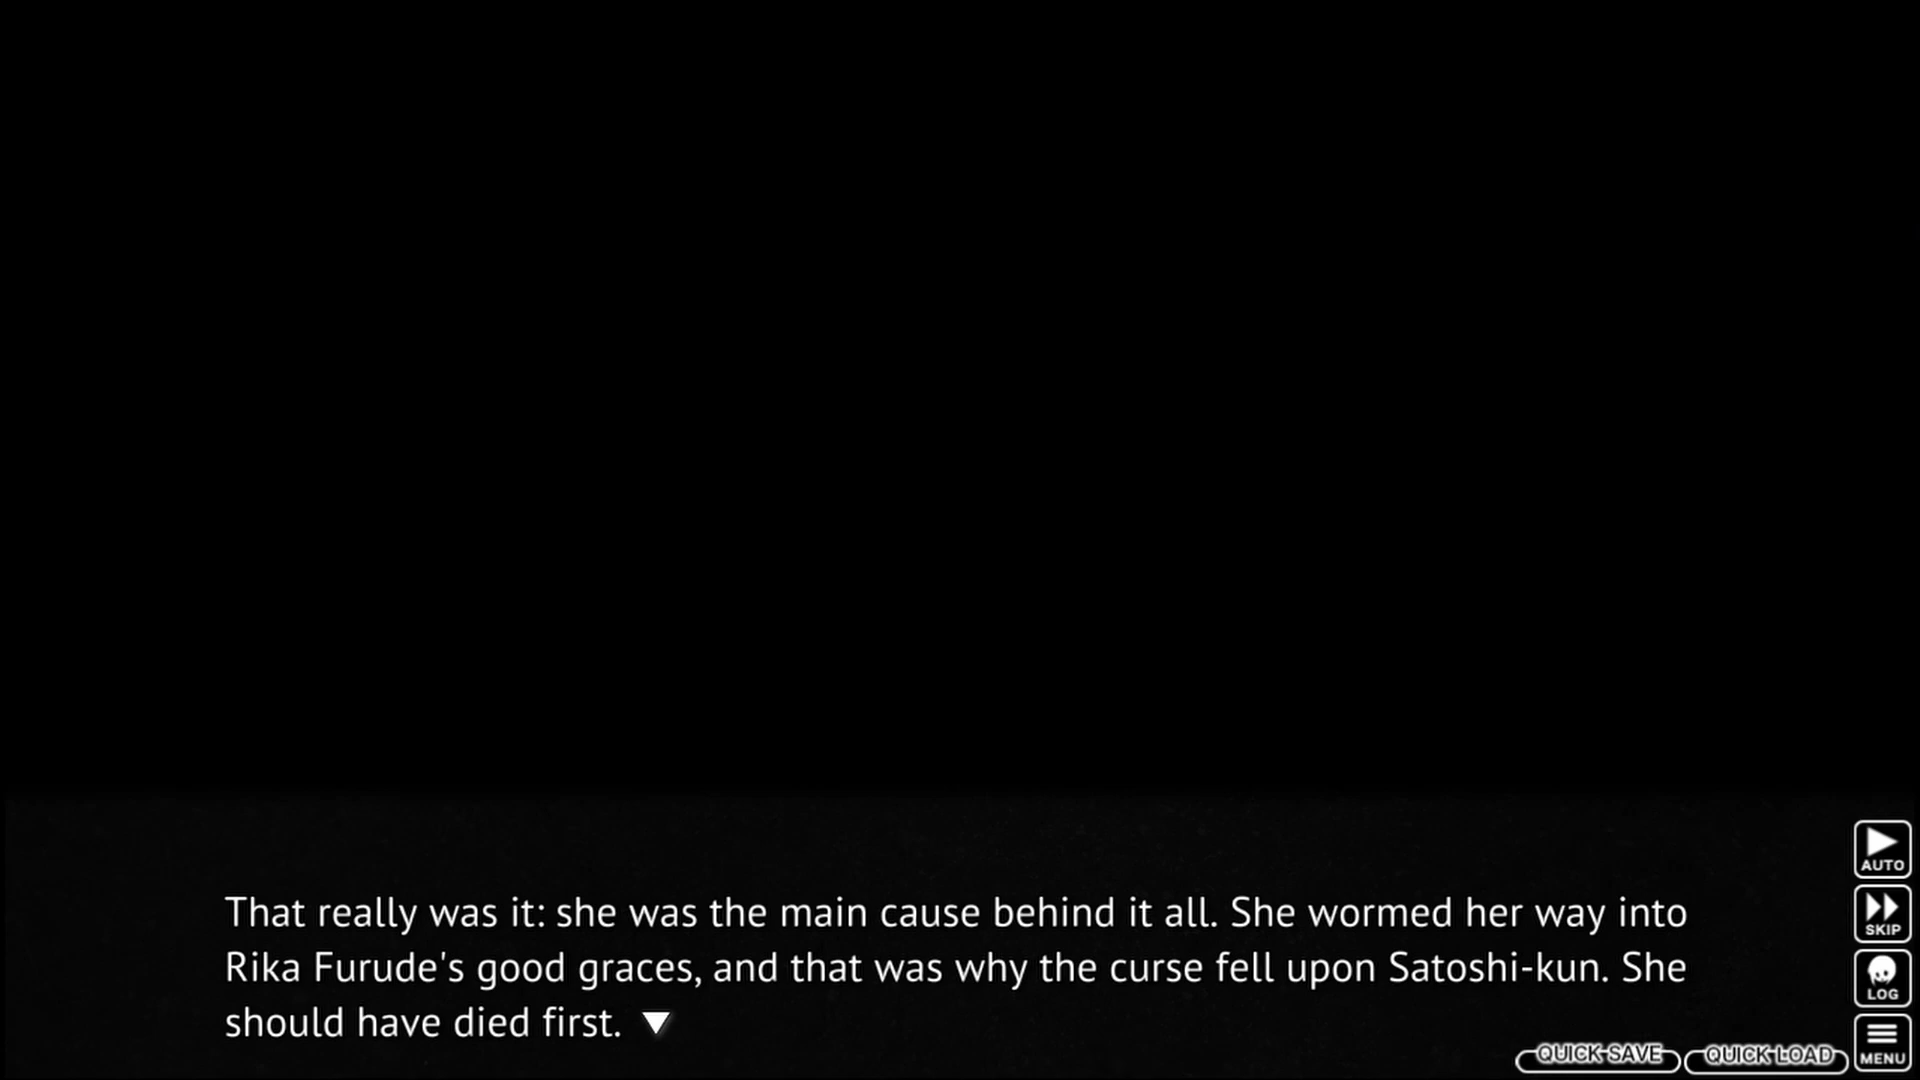 That really was it: she was the main cause behind it all. She wormed her way into
Rika Furude's good graces, and that was why the curse fell upon Satoshi-kun. She
should have died first.
AUTO
SKIP
LOG
MENU
QUICK SAVE
QUICK LOAD